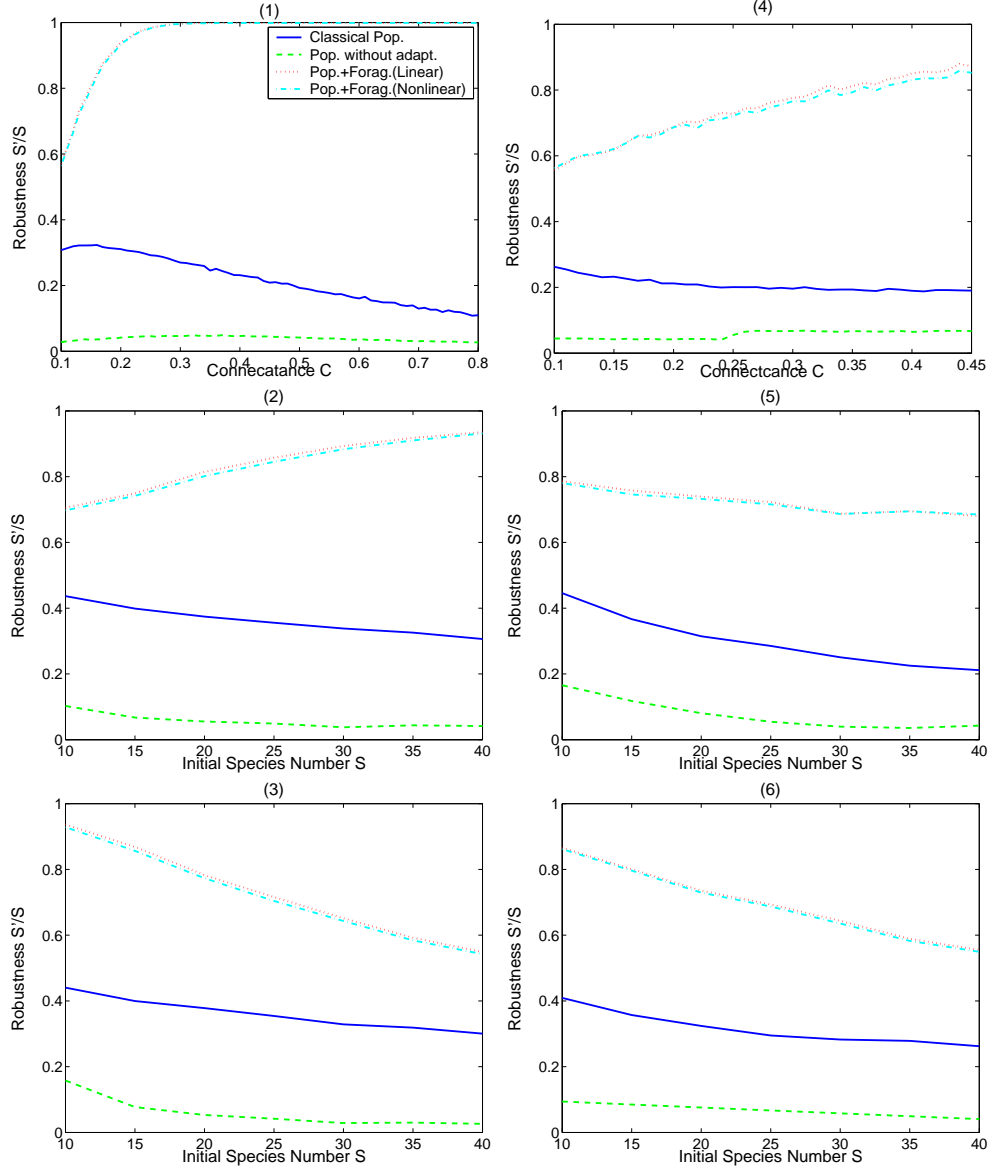 (1)
1
0.8
0.6
0.4
0.2
0
Robustness S'/S
Classical Pop.
Pop. without adapt.
Pop.+Forag.(Linear)
Pop.+Forag.(Nonlinear)
0.1 0.2 0.3 0.4 0.5 0.6 0.7 0.8
Connecatance C
(4)
1
0.8
0.6
0.4
0.2
0
Robustness S'/S
0.1 0.15 0.2 0.25 0.3 0.35 0.4 0.45
Connectcance C
(2)
1
0.8
0.6
0.4
0.2
0
Robustness S'/S
10 15 20 25 30 35 40
Initial Species Number S
(5)
1
0.8
0.6
0.4
0.2
0
Robustness S'/S
10 15 20 25 30 35 40
Initial Species Number S
(3)
1
0.8
0.6
0.4
0.2
0
Robustness S'/S
10 15 20 25 30 35 40
Initial Species Number S
(6)
1
0.8
0.6
0.4
0.2
0
Robustness S'/S
10 15 20 25 30 35 40
Initial Species Number S